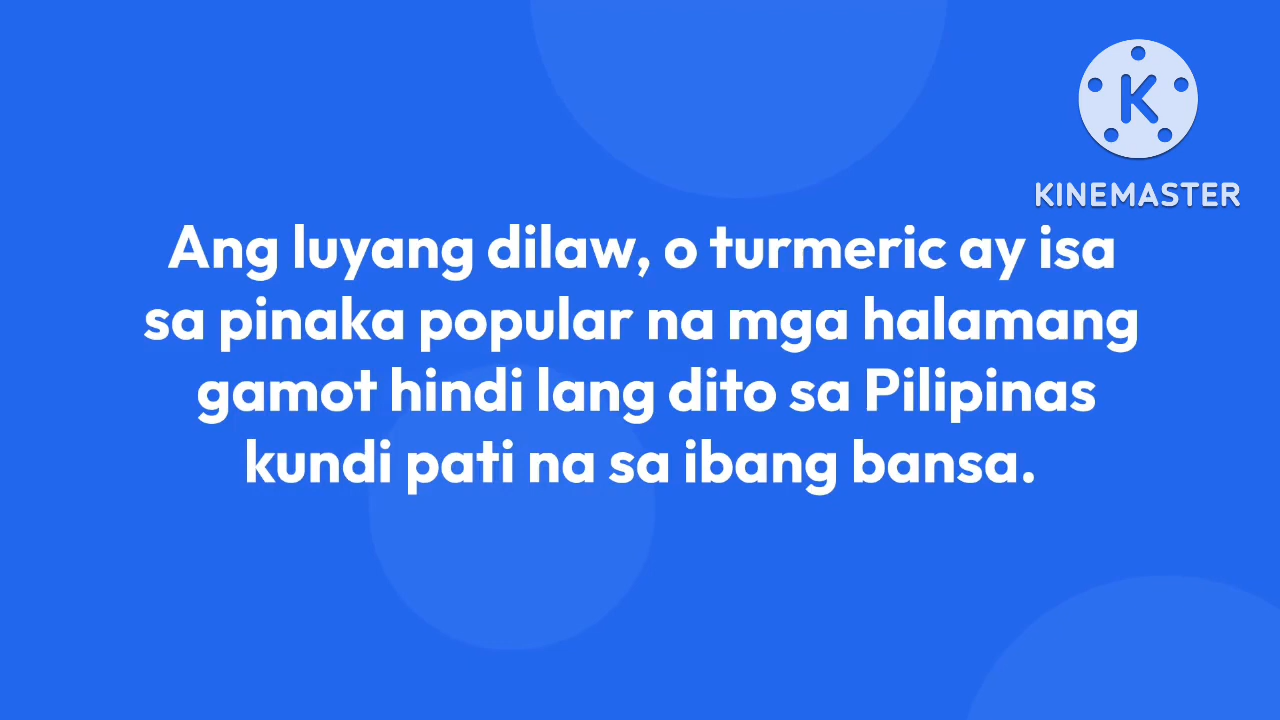 K
KINEMASTER
Ang luyang dilaw, o turmeric ay isa
sa pinaka popular na mga halamang
gamot hindi lang dito sa Pilipinas
kundi pati na sa ibang bansa.